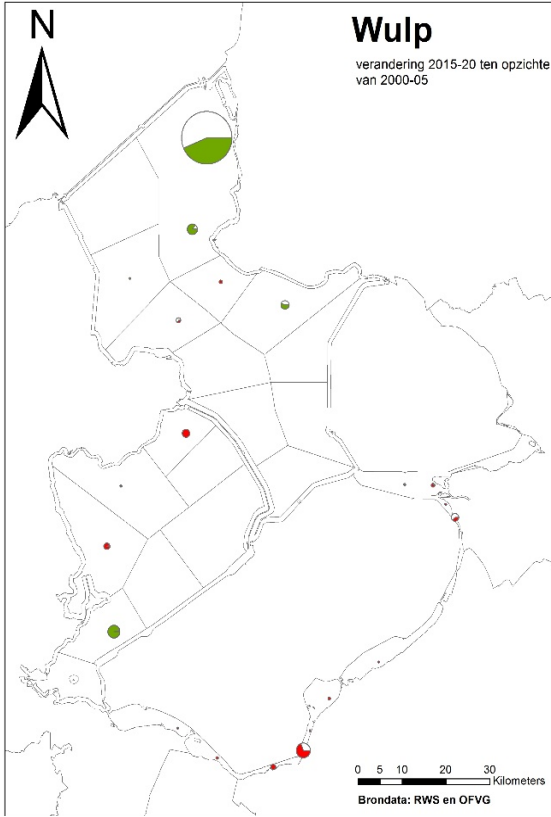 N
Wulp
verandering 2015-20 ten opzichte
van 2000-05
0 5 10 20 30
Kilometers
Brondata: RWS en OFVG